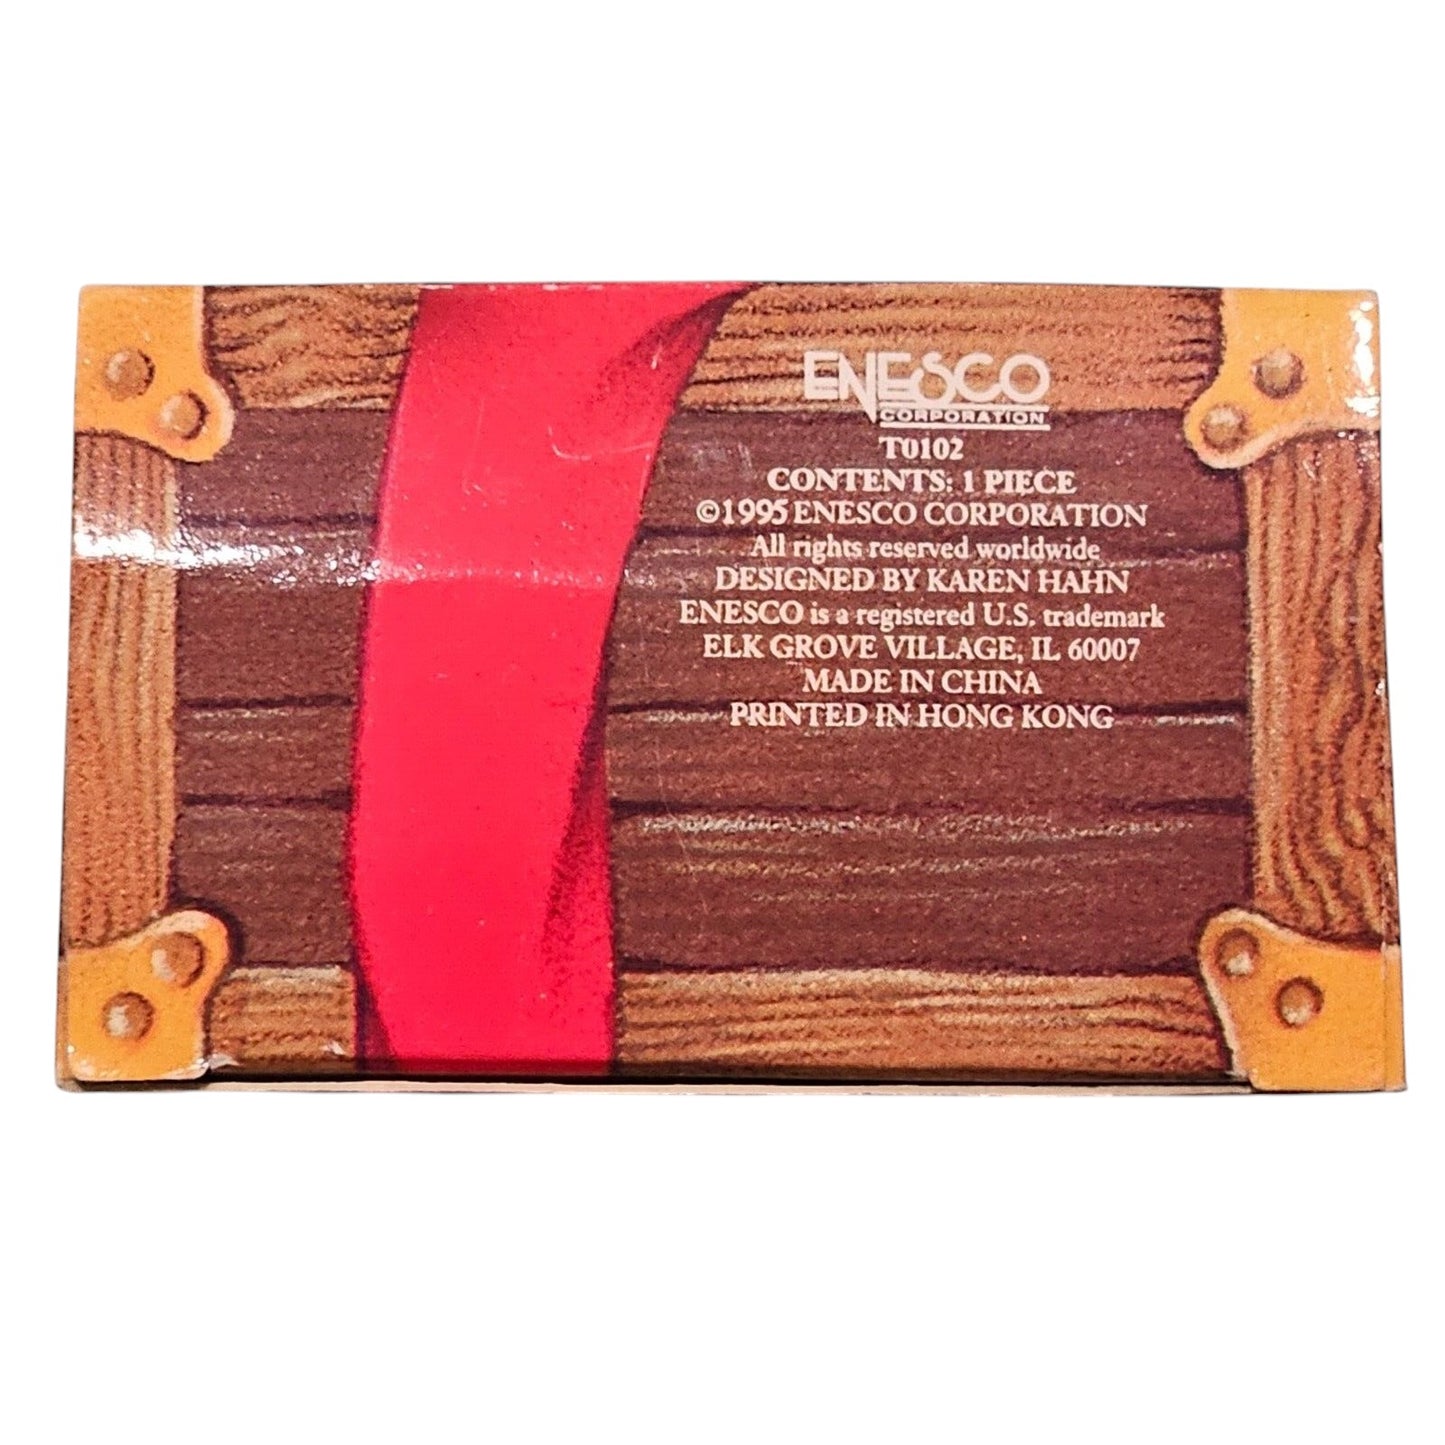 ENESCO
CORPORATION
T0102
CONTENTS: 1 PIECE
©1995 ENESCO CORPORATION
All rights reserved worldwide
DESIGNED BY KAREN HAHN
ENESCO is a registered U.S. trademark
ELK GROVE VILLAGE, IL 60007
MADE IN CHINA
PRINTED IN HONG KONG